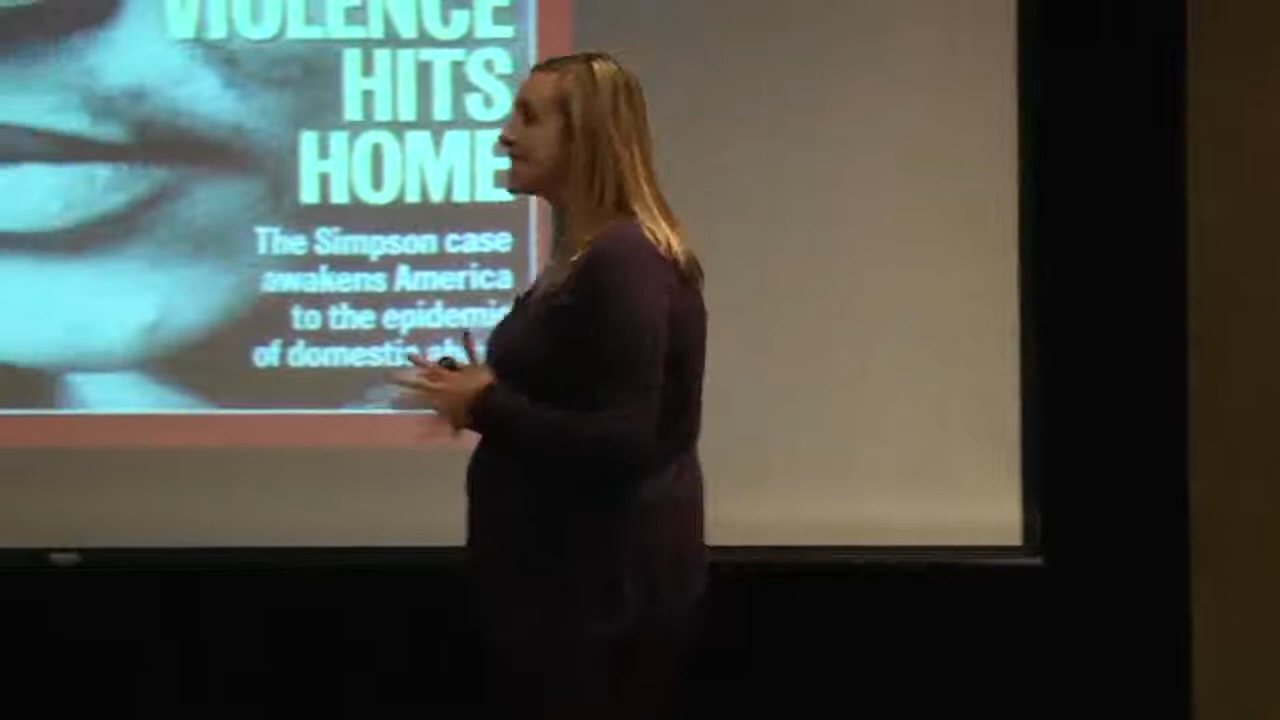 VIOLENCE
HITS
HOME
The Simpson case
awakens America
to the epidemic
of domestic